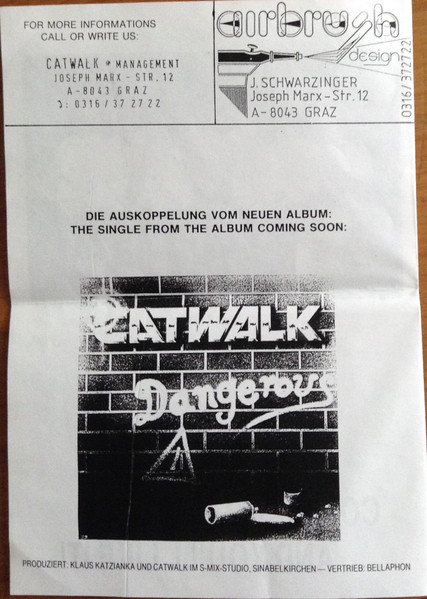 FOR MORE INFORMATIONS
CALL OR WRITE US:
CATWALK MANAGEMENT
JOSEPH MARX - STR. 12
A - 8043 GRAZ
0316 / 37 27 22
airbrush
design
J. SCHWARZINGER
Joseph Marx - Str. 12
A - 8043 GRAZ
0316 / 372722
DIE AUSKOPPELUNG VOM NEUEN ALBUM:
THE SINGLE FROM THE ALBUM COMING SOON:
CATWALK
Dangerous
PRODUZIERT: KLAUS KATZIANKA UND CATWALK IM S-MIX-STUDIO, SINABELKIRCHEN — VERTRIEB: BELLAPHON